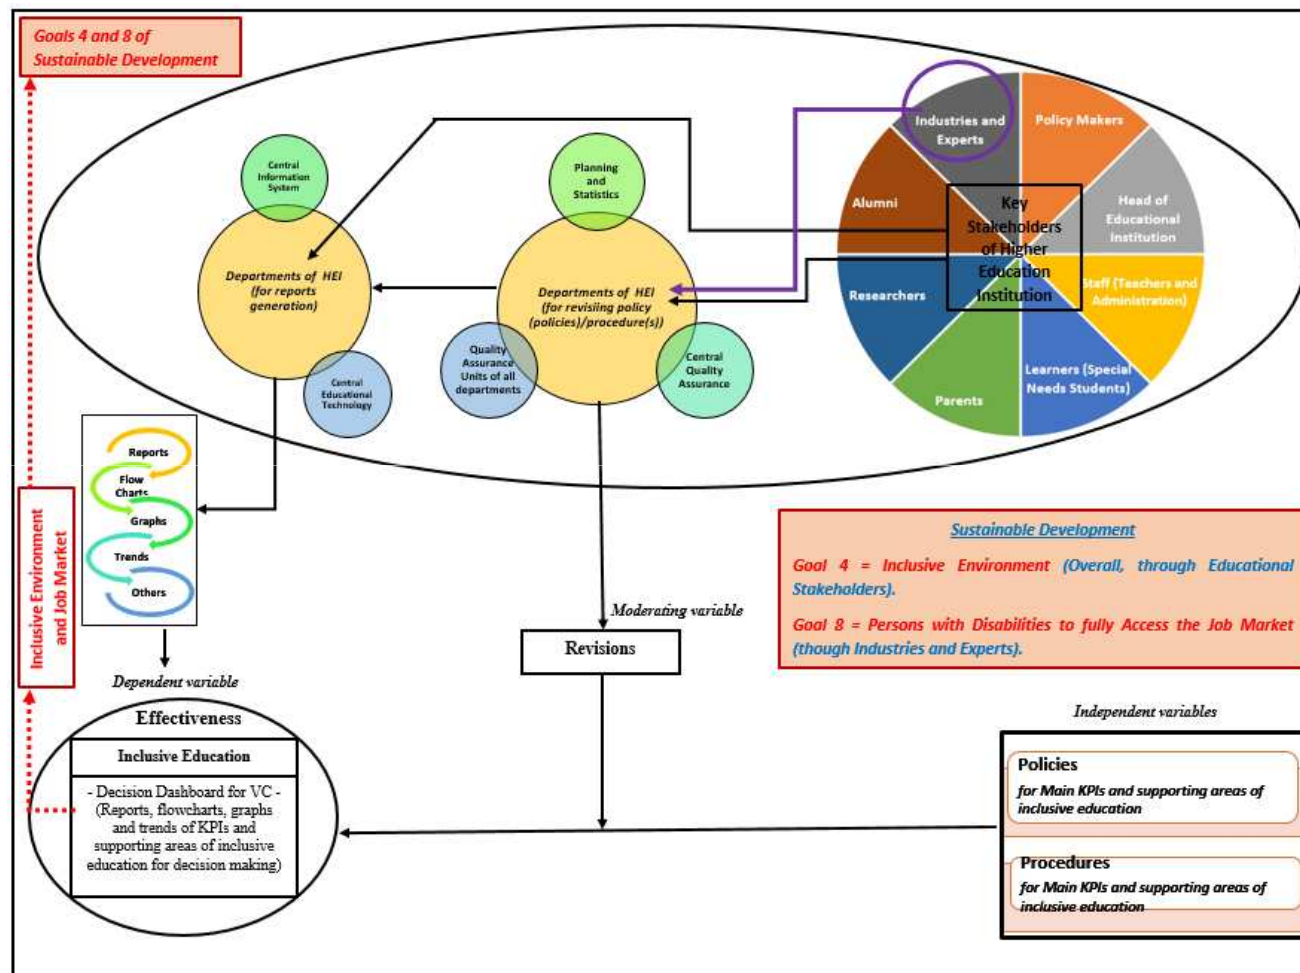 Goals 4 and 8 of
Sustainable Development
Industries and
Experts
Policy Makers
Alumni
Head of
Educational
Institution
Key
Stakeholders
of Higher
Education
Institution
Researchers
Staff (Teachers and
Administration)
Parents
Learners (Special
Needs Students)
Central
Information
System
Departments of HEI
(for reports
generation)
Central
Educational
Technology
Planning
and
Statistics
Departments of HEI
(for revisiing policy
(policies)/procedure(s))
Quality
Assurance
Units of all
departments
Central
Quality
Assurance
Reports
Flow
Charts
Graphs
Trends
Others
Inclusive Environment
and Job Market
Moderating variable
Revisions
Sustainable Development
Goal 4 = Inclusive Environment (Overall, through Educational
Stakeholders).
Goal 8 = Persons with Disabilities to fully Access the Job Market
(though Industries and Experts).
Dependent variable
Effectiveness
Inclusive Education
- Decision Dashboard for VC -
(Reports, flowcharts, graphs
and trends of KPIs and
supporting areas of inclusive
education for decision making)
Independent variables
Policies
for Main KPIs and supporting areas of
inclusive education
Procedures
for Main KPIs and supporting areas of
inclusive education